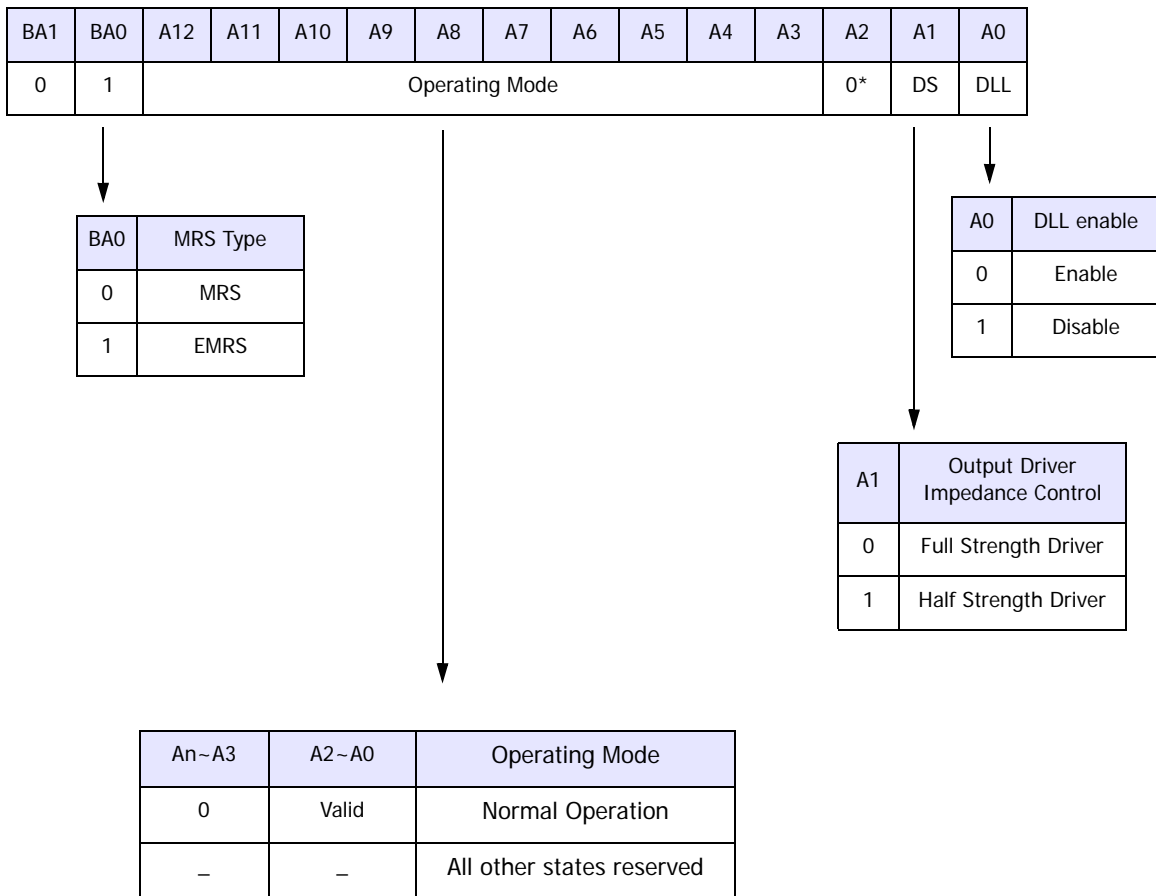 BA1 BA0 A12 A11 A10 A9 A8 A7 A6 A5 A4 A3 A2 A1 A0
0 1 Operating Mode 0* DS DLL
BA0 MRS Type
0 MRS
1 EMRS
A0 DLL enable
0 Enable
1 Disable
A1 Output Driver
Impedance Control
0 Full Strength Driver
1 Half Strength Driver
An~A3 A2~A0 Operating Mode
0 Valid Normal Operation
_ _ All other states reserved